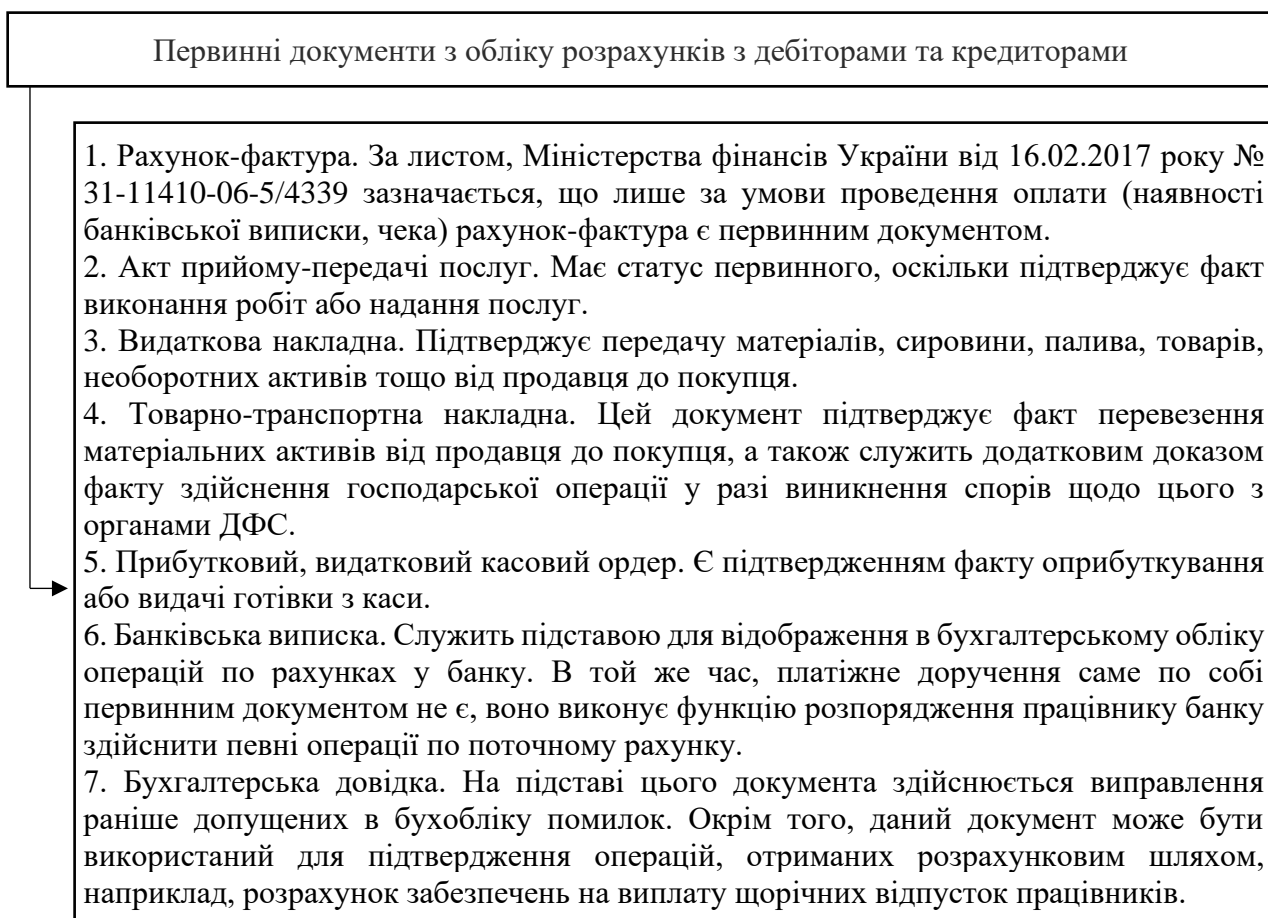 Первинні документи з обліку розрахунків з дебіторами та кредиторами
1. Рахунок-фактура. За листом, Міністерства фінансів України від 16.02.2017 року №
31-11410-06-5/4339 зазначається, що лише за умови проведення оплати (наявності
банківської виписки, чека) рахунок-фактура є первинним документом.
2. Акт прийому-передачі послуг. Має статус первинного, оскільки підтверджує факт
виконання робіт або надання послуг.
3. Видаткова накладна. Підтверджує передачу матеріалів, сировини, палива, товарів,
необоротних активів тощо від продавця до покупця.
4. Товарно-транспортна накладна. Цей документ підтверджує факт перевезення
матеріальних активів від продавця до покупця, а також служить додатковим доказом
факту здійснення господарської операції у разі виникнення спорів щодо цього з
органами ДФС.
5. Прибутковий, видатковий касовий ордер. Є підтвердженням факту оприбуткування
або видачі готівки з каси.
6. Банківська виписка. Служить підставою для відображення в бухгалтерському обліку
операцій по рахунках у банку. В той же час, платіжне доручення саме по собі
первинним документом не є, воно виконує функцію розпорядження працівнику банку
здійснити певні операції по поточному рахунку.
7. Бухгалтерська довідка. На підставі цього документа здійснюється виправлення
раніше допущених в бухобліку помилок. Окрім того, даний документ може бути
використаний для підтвердження операцій, отриманих розрахунковим шляхом,
наприклад, розрахунок забезпечень на виплату щорічних відпусток працівників.